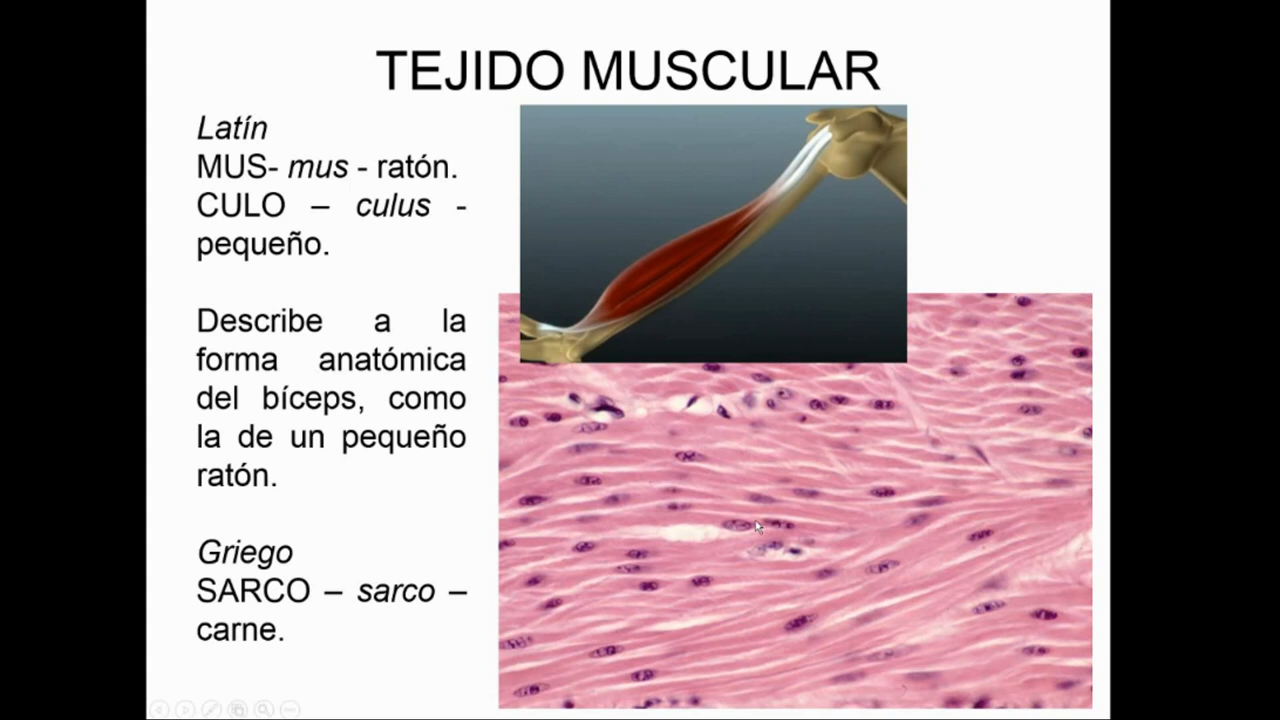 TEJIDO MUSCULAR
Latín
MUS- mus - ratón.
CULO – culus -
pequeño.
Describe a la
forma anatómica
del bíceps, como
la de un pequeño
ratón.
Griego
SARCO – sarco –
carne.